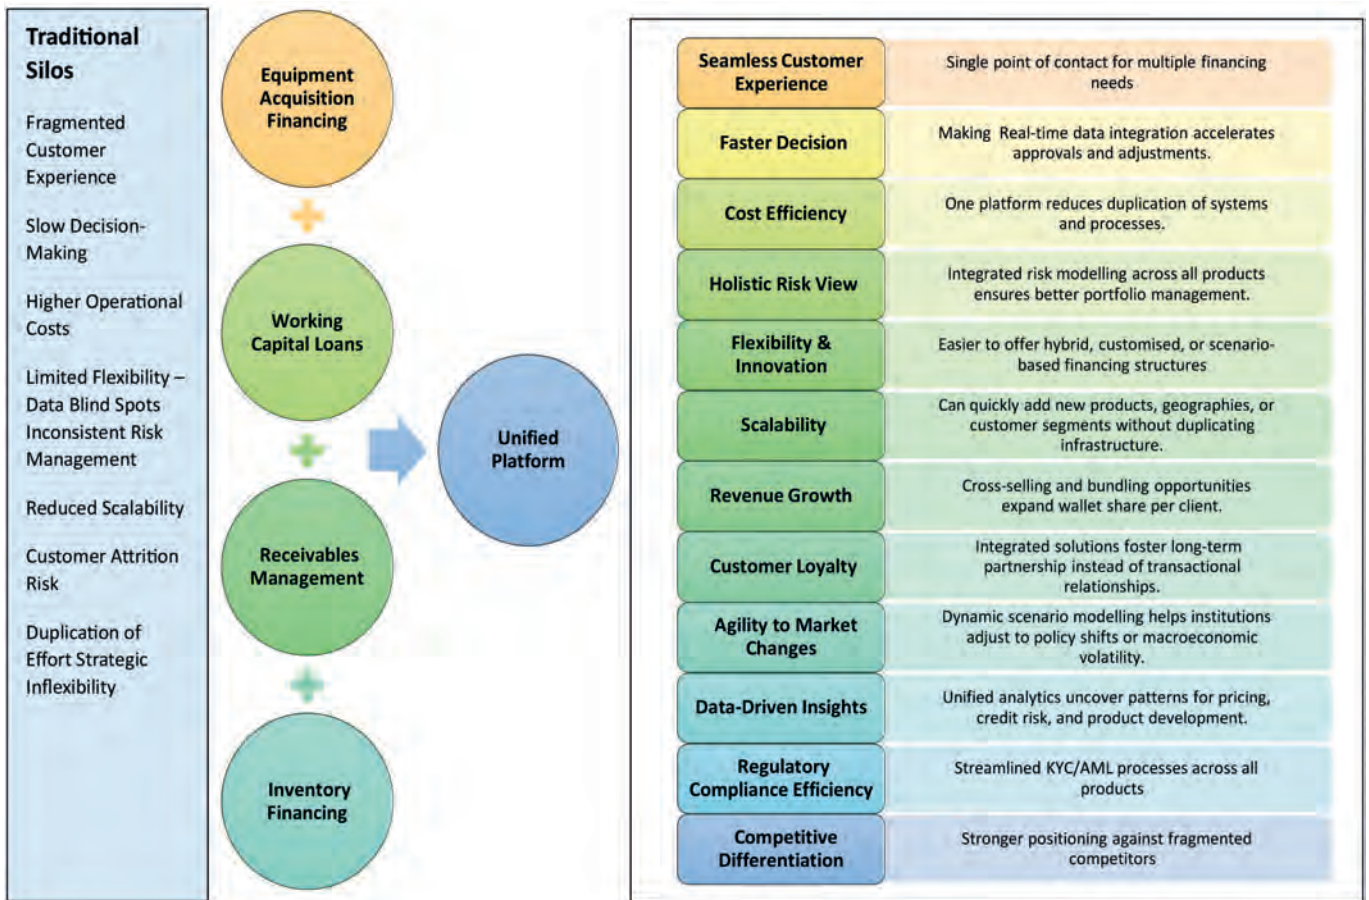 Traditional
Silos
Fragmented
Customer
Experience
Slow Decision-
Making
Higher Operational
Costs
Limited Flexibility –
Data Blind Spots
Inconsistent Risk
Management
Reduced Scalability
Customer Attrition
Risk
Duplication of
Effort Strategic
Inflexibility
Equipment
Acquisition
Financing
Working
Capital Loans
Receivables
Management
Inventory
Financing
Unified
Platform
Seamless Customer
Experience
Single point of contact for multiple financing
needs
Faster Decision
Making Real-time data integration accelerates
approvals and adjustments.
Cost Efficiency
One platform reduces duplication of systems
and processes.
Holistic Risk View
Integrated risk modelling across all products
ensures better portfolio management.
Flexibility &
Innovation
Easier to offer hybrid, customised, or scenario-
based financing structures
Scalability
Can quickly add new products, geographies, or
customer segments without duplicating
infrastructure.
Revenue Growth
Cross-selling and bundling opportunities
expand wallet share per client.
Customer Loyalty
Integrated solutions foster long-term
partnership instead of transactional
relationships.
Agility to Market
Changes
Dynamic scenario modelling helps institutions
adjust to policy shifts or macroeconomic
volatility.
Data-Driven Insights
Unified analytics uncover patterns for pricing,
credit risk, and product development.
Regulatory
Compliance Efficiency
Streamlined KYC/AML processes across all
products
Competitive
Differentiation
Stronger positioning against fragmented
competitors